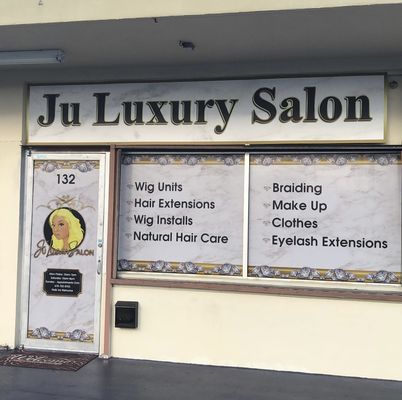 Ju Luxury Salon
132
Ju Luxury Salon
Wig Units
Hair Extensions
Wig Installs
Natural Hair Care
Braiding
Make Up
Clothes
Eyelash Extensions